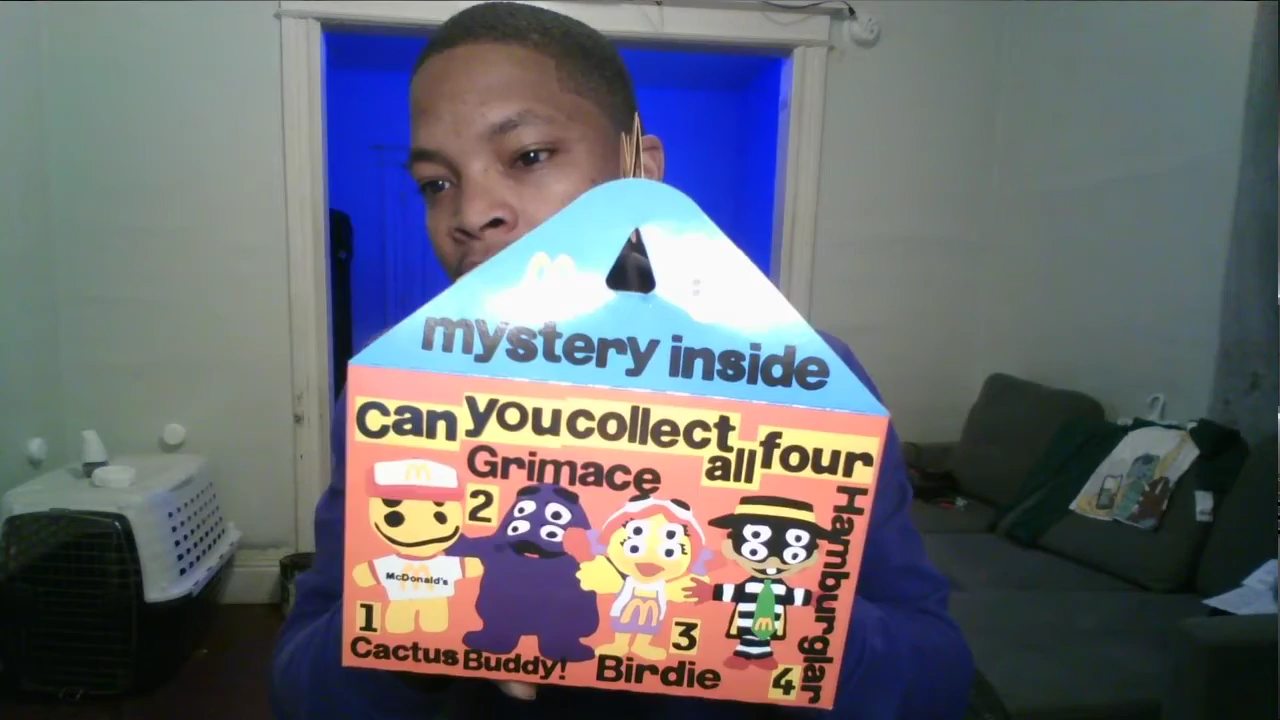 mystery inside
Can you collect all four
Grimace
2
Hamburglar
McDonald's
1
3
4
Cactus Buddy!
Birdie